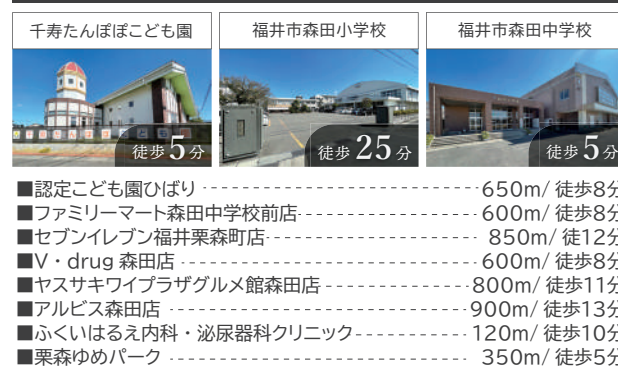 千寿たんぽぽこども園
福井市森田小学校
福井市森田中学校
徒歩5分
徒歩25分
徒歩5分
■認定こども園ひばり 650m/ 徒歩8分
■ファミリーマート森田中学校前店 600m/ 徒歩8分
■セブンイレブン福井栗森町店 850m/ 徒12分
■V・drug 森田店 600m/ 徒歩8分
■ヤスサキワイプラザグルメ館森田店 800m/ 徒歩11分
■アルビス森田店 900m/ 徒歩13分
■ふくいはるえ内科・泌尿器科クリニック 120m/ 徒歩10分
■栗森ゆめパーク 350m/ 徒歩5分